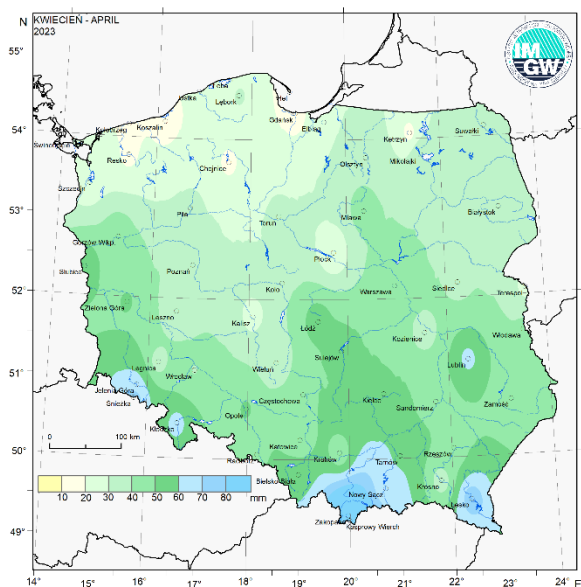 N
KWIECIEŃ - APRIL
2023
IM
GW
55°
54°
53°
52°
51°
50°
49°
Łeba
Ustka
Lębork
Hel
Gdańsk
Elbląg
Kołobrzeg
Koszalin
Świnoujście
Resko
Chojnice
Szczecin
Kętrzyn
Suwałki
Olsztyn
Mikołajki
Białystok
Piła
Toruń
Mława
Gorzów Wlkp.
Słubice
Poznań
Koło
Płock
Warszawa
Siedlce
Terespol
Zielona Góra
Leszno
Kalisz
Łódź
Kozienice
Włodawa
Legnica
Wrocław
Wieluń
Sulejów
Lublin
Jelenia Góra
Śnieżka
Kłodzko
Opole
Częstochowa
Kielce
Sandomierz
Zamość
Katowice
Racibórz
Kraków
Tarnów
Rzeszów
Bielsko-Biała
Nowy Sącz
Krosno
Lesko
Zakopane
Kasprowy Wierch
0 100 km
10 20 30 40 50 60 70 80 mm
14° 15° 16° 17° 18° 19° 20° 21° 22° 23° 24° E